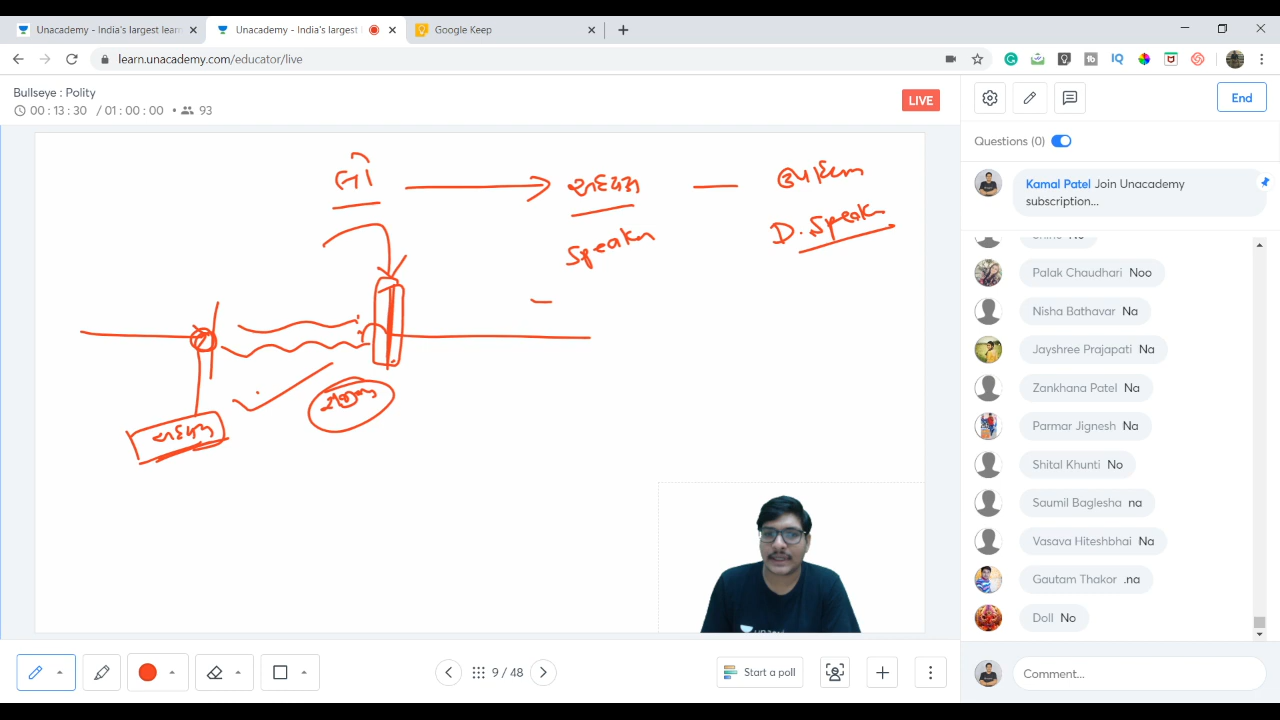 Unacademy - India's largest learn
Unacademy - India's largest l
Google Keep
learn.unacademy.com/educator/live
Bullseye : Polity
00 : 13 : 30 / 01 : 00 : 00 • 93
LIVE
End
Questions (0)
Kamal Patel Join Unacademy
subscription...
Palak Chaudhari Noo
Nisha Bathavar Na
Jayshree Prajapati Na
Zankhana Patel Na
Parmar Jignesh Na
Shital Khunti No
Saumil Baglesha na
Vasava Hiteshbhai Na
Gautam Thakor .na
Doll No
Speaker
D. Speaker
9 / 48
Start a poll
Comment...